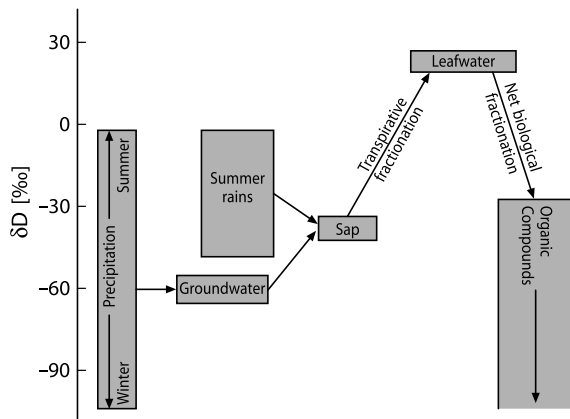 δD [‰]
30
0
−30
−60
−90
Summer
Precipitation
Winter
Summer
rains
Groundwater
Sap
Transpirative
fractionation
Leafwater
Net biological
fractionation
Organic
Compounds